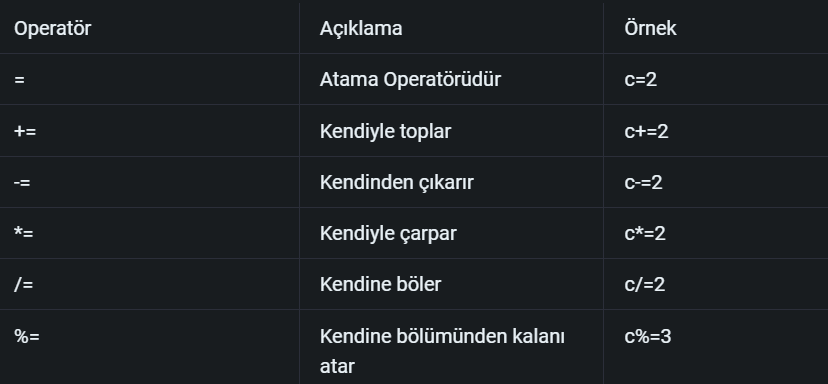 Operatör Açıklama Örnek
= Atama Operatörüdür c=2
+= Kendiyle toplar c+=2
-= Kendinden çıkarır c-=2
*= Kendiyle çarpar c*=2
/= Kendine böler c/=2
%= Kendine bölümünden kalanı c%=3
atar